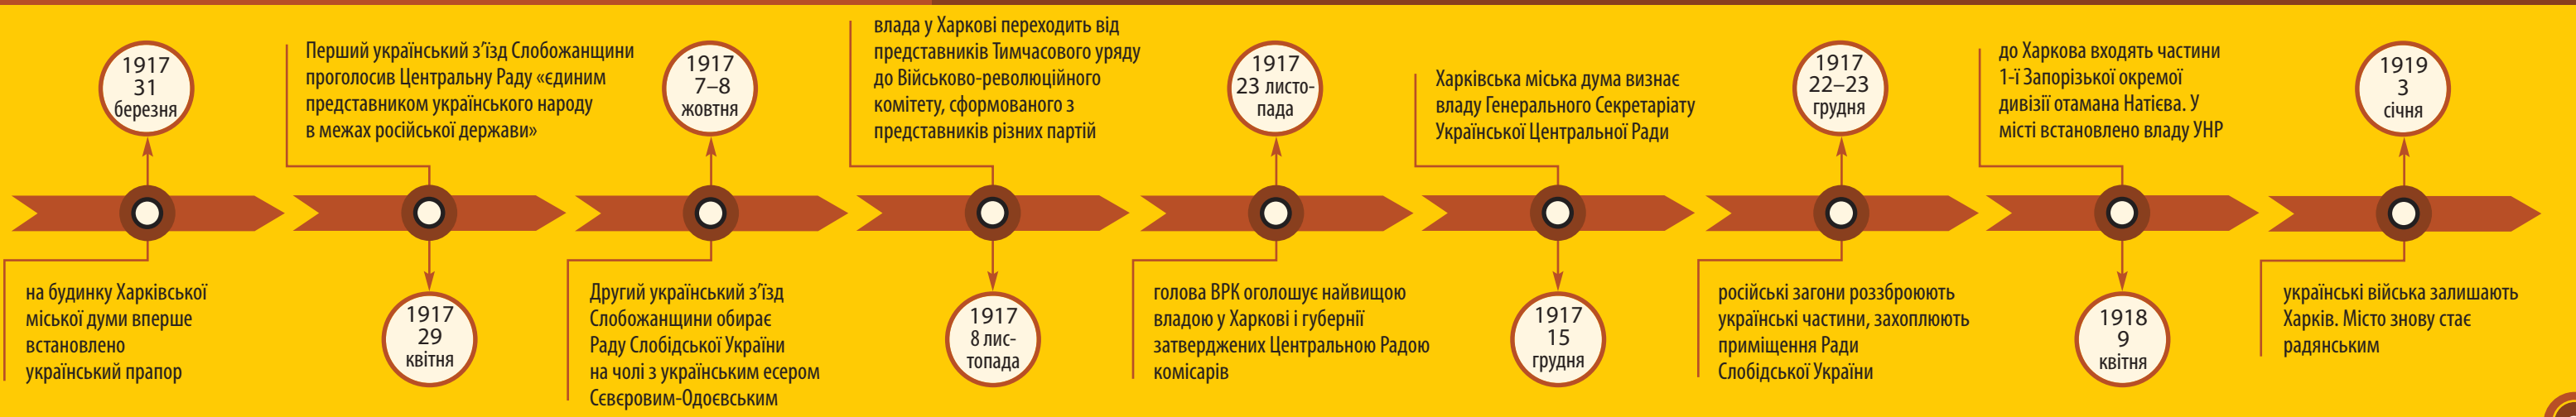 1917
31
березня
на будинку Харківської
міської думи вперше
встановлено
український прапор
Перший український з’їзд Слобожанщини
проголосив Центральну Раду «єдиним
представником українського народу
в межах російської держави»
1917
29
квітня
1917
7–8
жовтня
Другий український з’їзд
Слобожанщини обирає
Раду Слобідської України
на чолі з українським есером
Сєвєровим-Одоєвським
влада у Харкові переходить від
представників Тимчасового уряду
до Військово-революційного
комітету, сформованого з
представників різних партій
1917
8 лис-
топада
1917
23 листо-
пада
голова ВРК оголошує найвищою
владою у Харкові і губернії
затверджених Центральною Радою
комісарів
Харківська міська дума визнає
владу Генерального Секретаріату
Української Центральної Ради
1917
15
грудня
1917
22–23
грудня
російські загони роззброюють
українські частини, захоплюють
приміщення Ради
Слобідської України
до Харкова входять частини
1-ї Запорізької окремої
дивізії отамана Натієва. У
місті встановлено владу УНР
1918
9
квітня
1919
3
січня
українські війська залишають
Харків. Місто знову стає
радянським